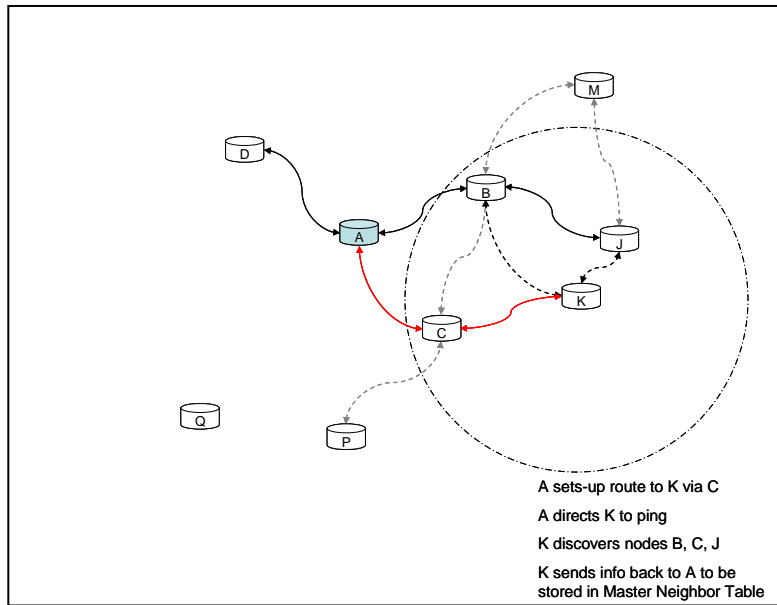 M
D
B
A
J
K
C
Q
P
A sets-up route to K via C
A directs K to ping
K discovers nodes B, C, J
K sends info back to A to be
stored in Master Neighbor Table